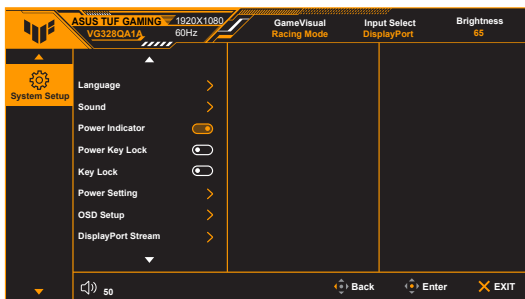 ASUS TUF GAMING 1920X1080 GameVisual Input Select Brightness
VG328QA1A 60Hz Racing Mode DisplayPort 65
System Setup
Language
Sound
Power Indicator
Power Key Lock
Key Lock
Power Setting
OSD Setup
DisplayPort Stream
50 Back Enter EXIT